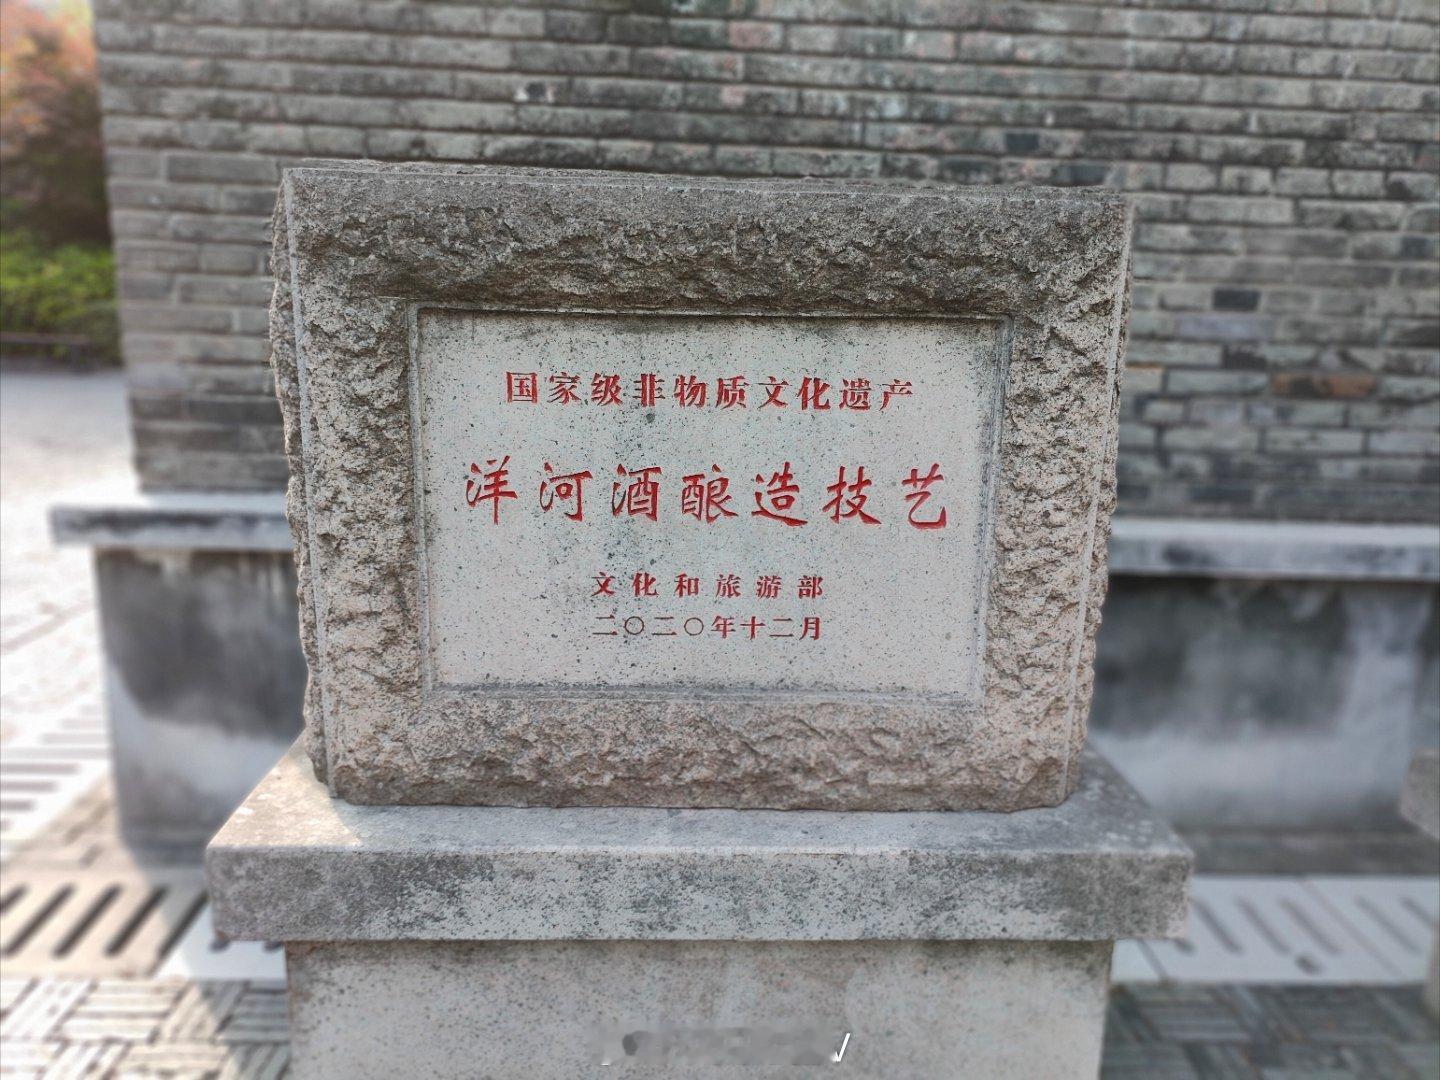 国家级非物质文化遗产
洋河酒酿造技艺
文化和旅游部
二〇二〇年十二月